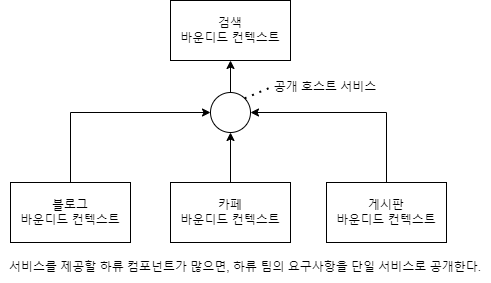 검색
바운디드 컨텍스트
공개 호스트 서비스
블로그
바운디드 컨텍스트
카페
바운디드 컨텍스트
게시판
바운디드 컨텍스트
서비스를 제공할 하류 컴포넌트가 많으면, 하류 팀의 요구사항을 단일 서비스로 공개한다.